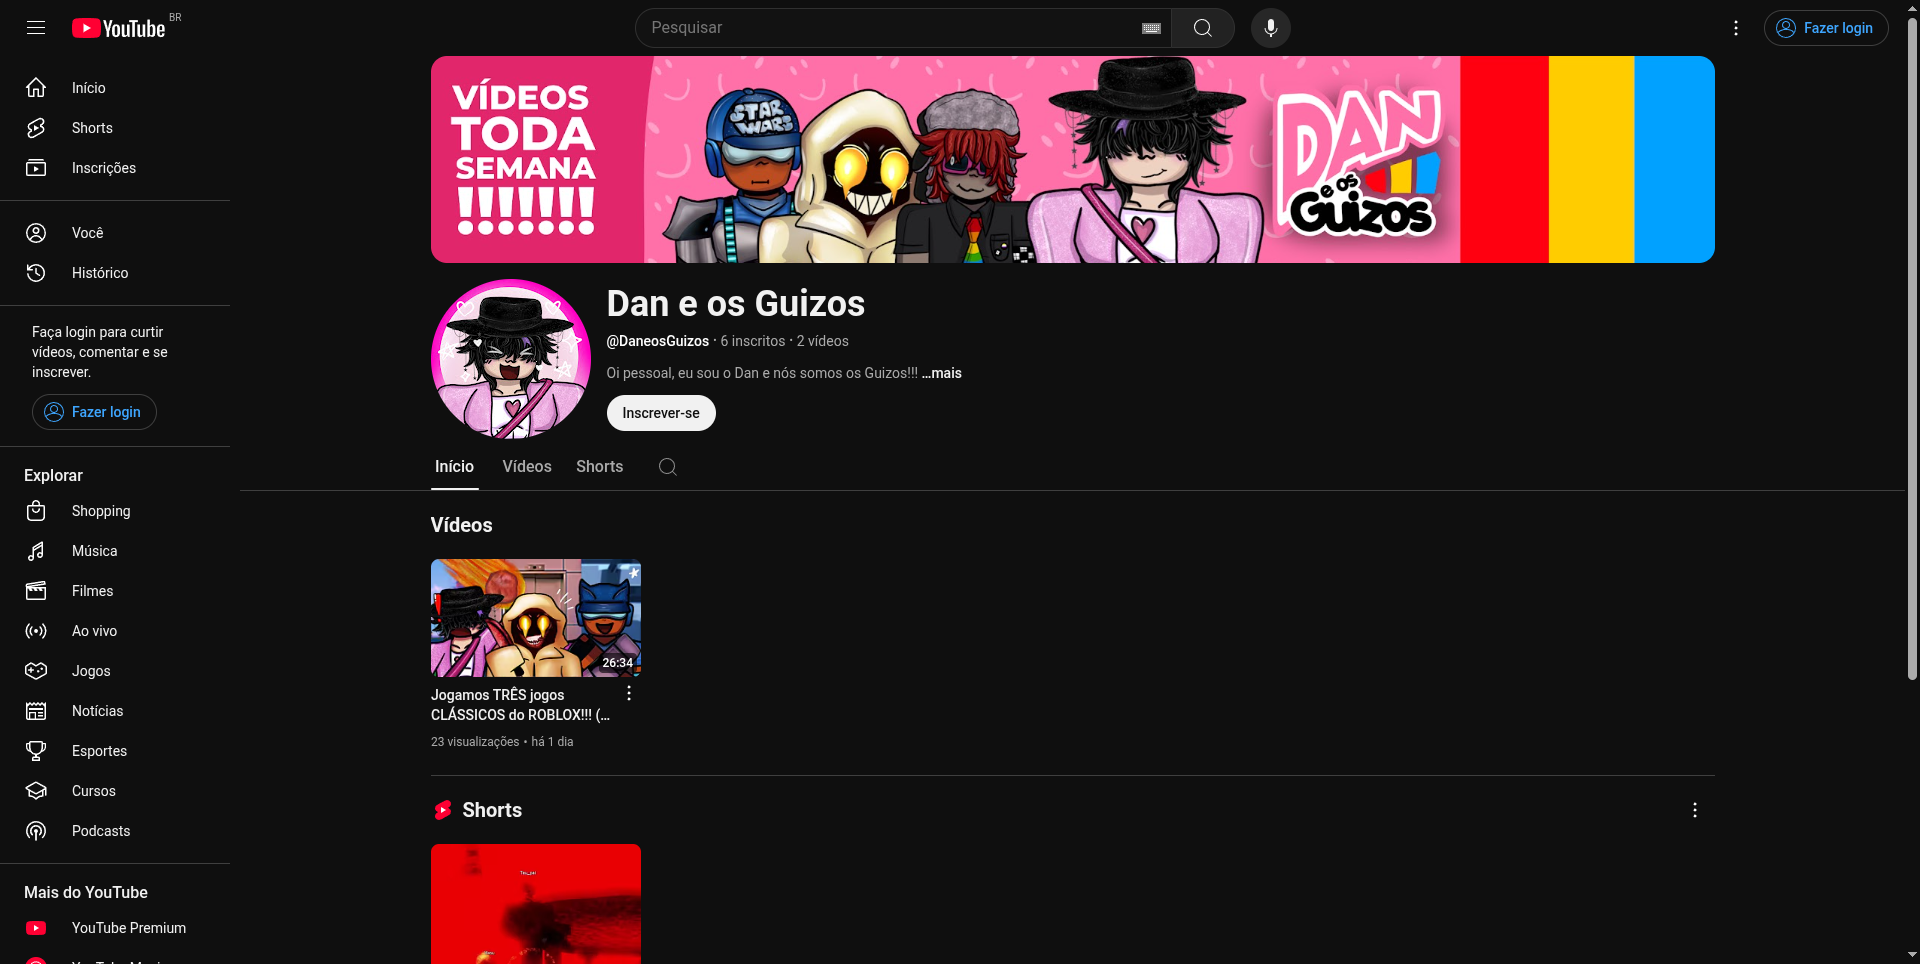 YouTube BR
Pesquisar
Fazer login
Início
Shorts
Inscrições
Você
Histórico
Faça login para curtir
vídeos, comentar e se
inscrever.
Fazer login
Explorar
Shopping
Música
Filmes
Ao vivo
Jogos
Notícias
Esportes
Cursos
Podcasts
Mais do YouTube
YouTube Premium
VÍDEOS
TODA
SEMANA
!!!!!!!
STAR
WARS
DAN
e os
Guizos
Dan e os Guizos
@DaneosGuizos • 6 inscritos • 2 vídeos
Oi pessoal, eu sou o Dan e nós somos os Guizos!!! ...mais
Inscrever-se
Início Vídeos Shorts
Vídeos
26:34
Jogamos TRÊS jogos
CLÁSSICOS do ROBLOX!!! (...
23 visualizações • há 1 dia
Shorts